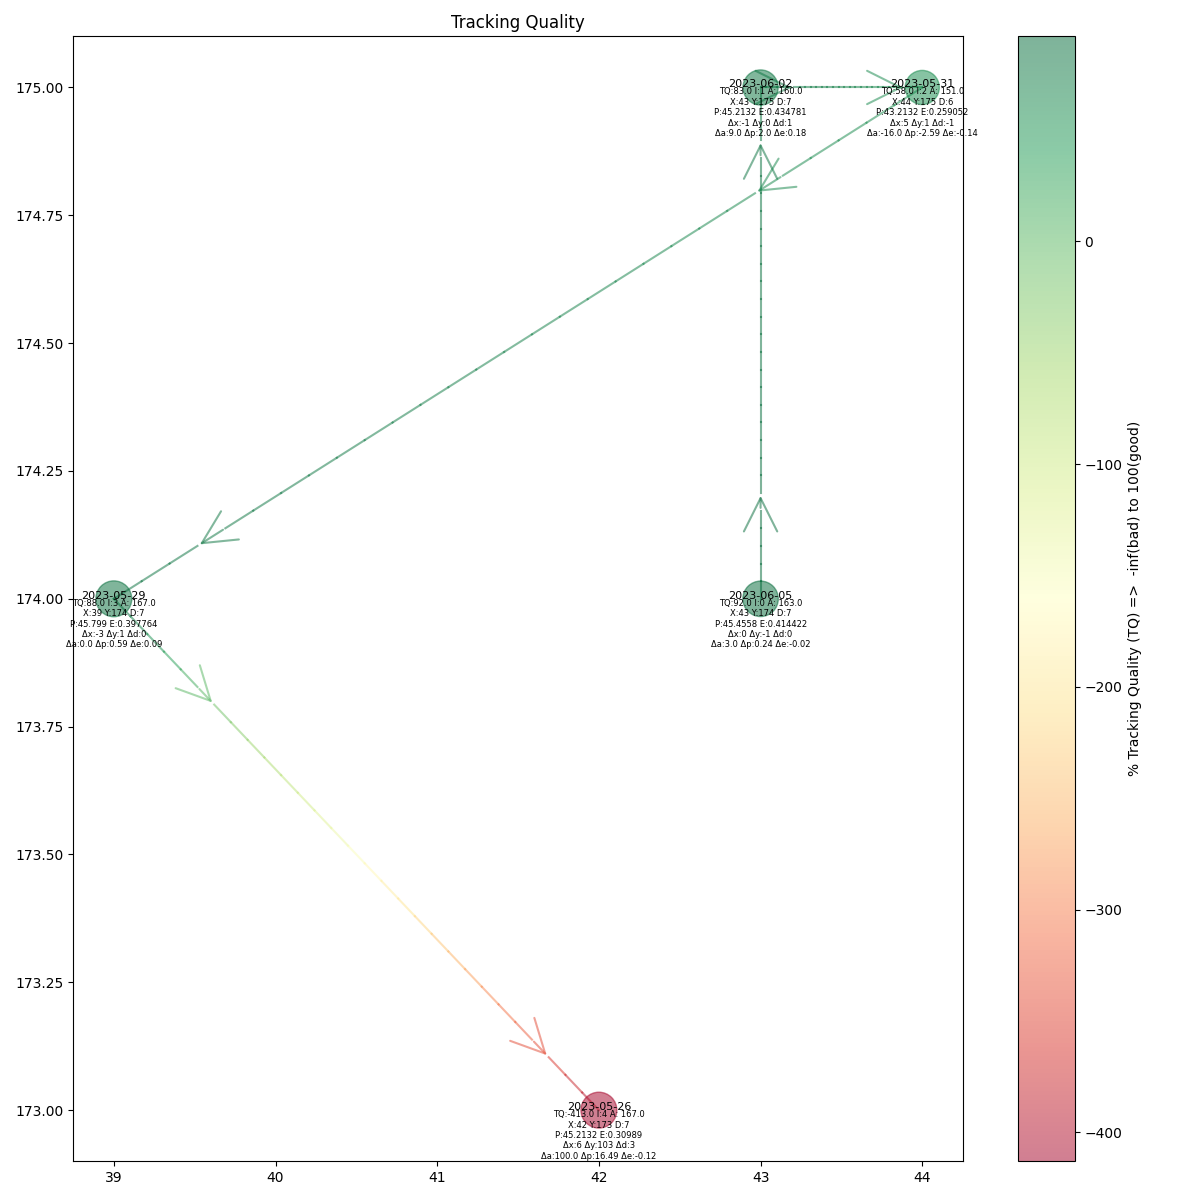 Tracking Quality
175.00
174.75
174.50
174.25
174.00
173.75
173.50
173.25
173.00
39
40
41
42
43
44
2023-06-02
TQ:83.0 I:1 A: 160.0
X:43 Y:175 D:7
P:45.2132 E:0.434781
Δx:-1 Δy:0 Δd:1
Δa:9.0 Δp:2.0 Δe:0.18
2023-05-31
TQ:58.0 I:2 A: 151.0
X:44 Y:175 D:6
P:43.2132 E:0.259052
Δx:5 Δy:1 Δd:-1
Δa:-16.0 Δp:-2.59 Δe:-0.14
2023-05-29
TQ:88.0 I:3 A: 167.0
X:39 Y:174 D:7
P:45.799 E:0.397764
Δx:-3 Δy:1 Δd:0
Δa:0.0 Δp:0.59 Δe:0.09
2023-06-05
TQ:92.0 I:0 A: 163.0
X:43 Y:174 D:7
P:45.4558 E:0.414422
Δx:0 Δy:-1 Δd:0
Δa:3.0 Δp:0.24 Δe:-0.02
2023-05-26
TQ:-413.0 I:4 A: 167.0
X:42 Y:173 D:7
P:45.2132 E:0.30989
Δx:6 Δy:103 Δd:3
Δa:100.0 Δp:16.49 Δe:-0.12
0
−100
−200
−300
−400
% Tracking Quality (TQ) => -inf(bad) to 100(good)